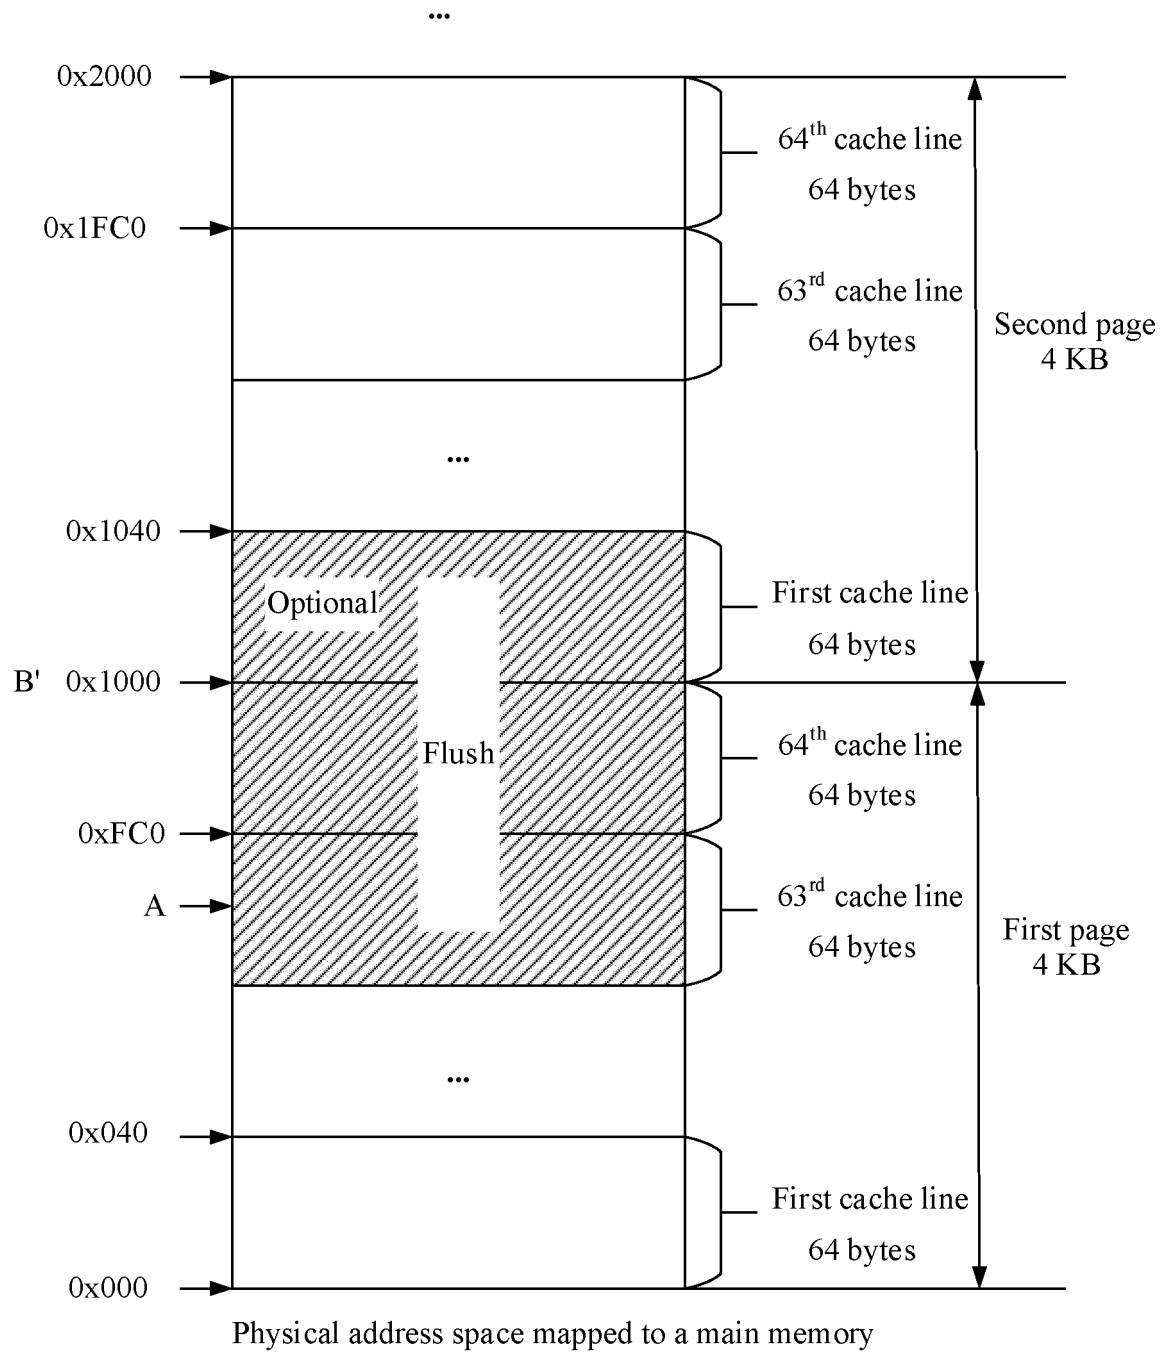 ...
0x2000
64th cache line
64 bytes
0x1FC0
63rd cache line
64 bytes
Second page
4 KB
...
0x1040
Optional
First cache line
64 bytes
B' 0x1000
Flush
64th cache line
64 bytes
0xFC0
A
63rd cache line
64 bytes
First page
4 KB
...
0x040
First cache line
64 bytes
0x000
Physical address space mapped to a main memory